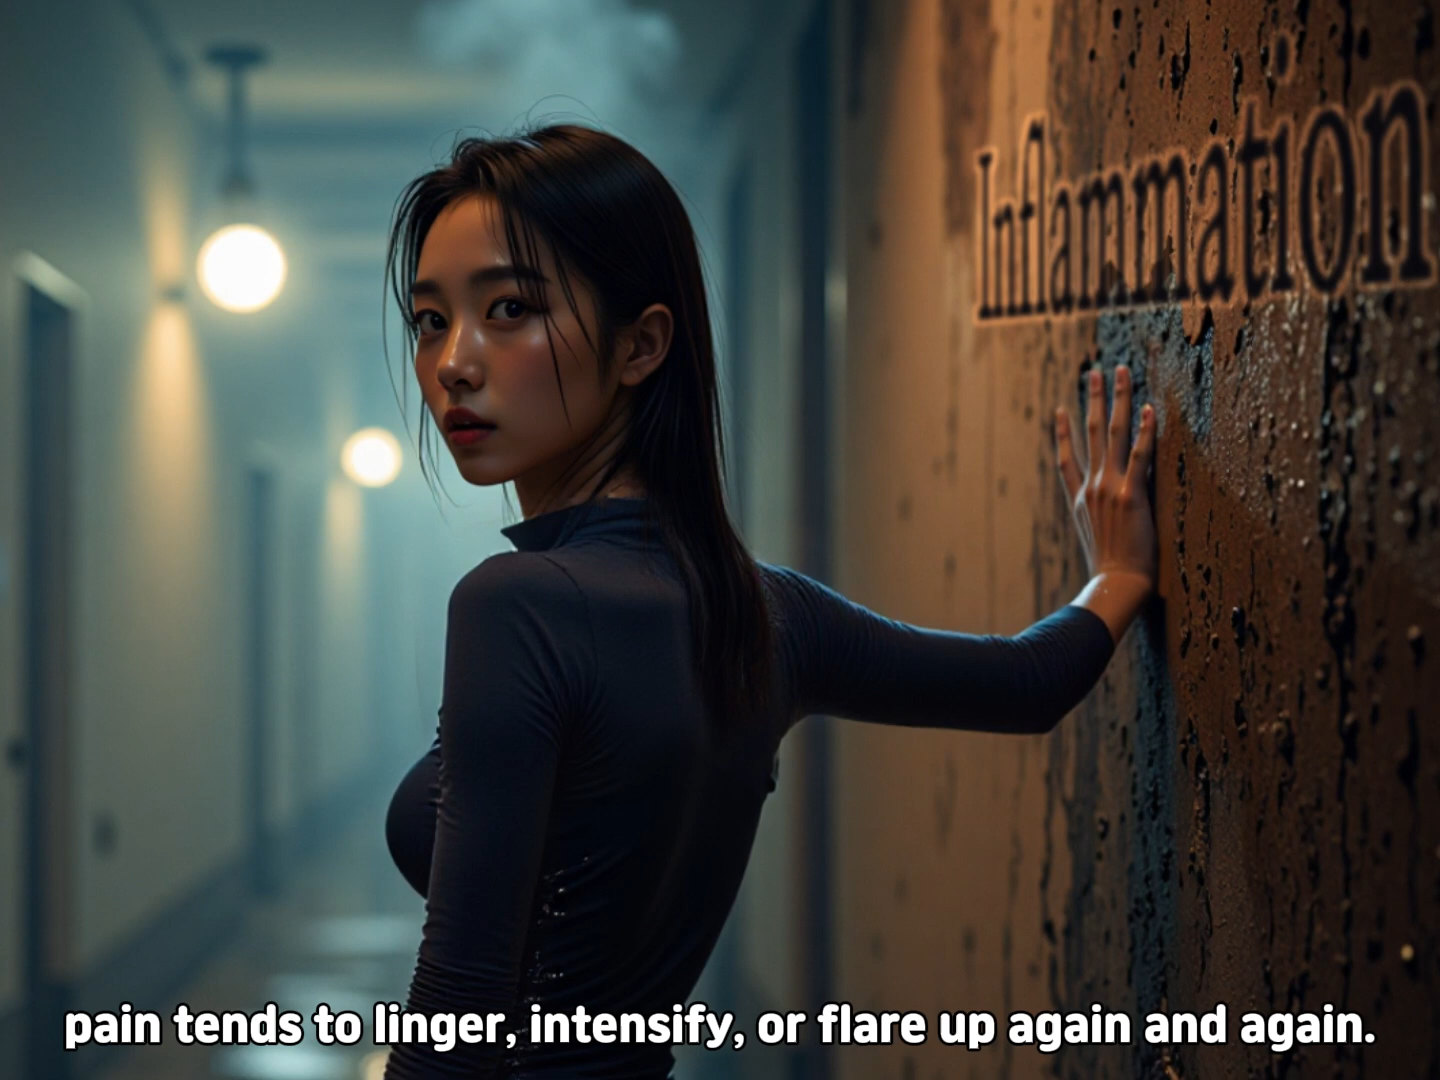 Inflammation
pain tends to linger, intensify, or flare up again and again.